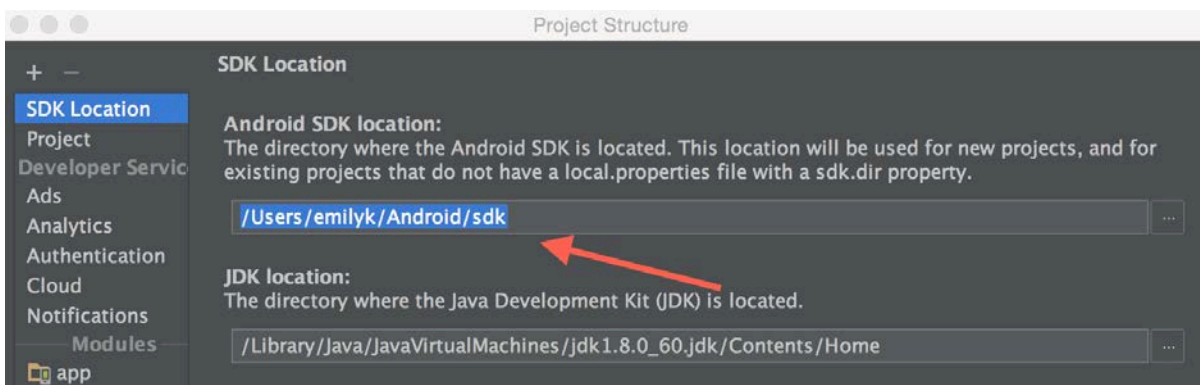 Project Structure
+ −
SDK Location
Project
Developer Servic
Ads
Analytics
Authentication
Cloud
Notifications
Modules
app
SDK Location
Android SDK location:
The directory where the Android SDK is located. This location will be used for new projects, and for
existing projects that do not have a local.properties file with a sdk.dir property.
/Users/emilyk/Android/sdk
...
JDK location:
The directory where the Java Development Kit (JDK) is located.
/Library/Java/JavaVirtualMachines/jdk1.8.0_60.jdk/Contents/Home
...